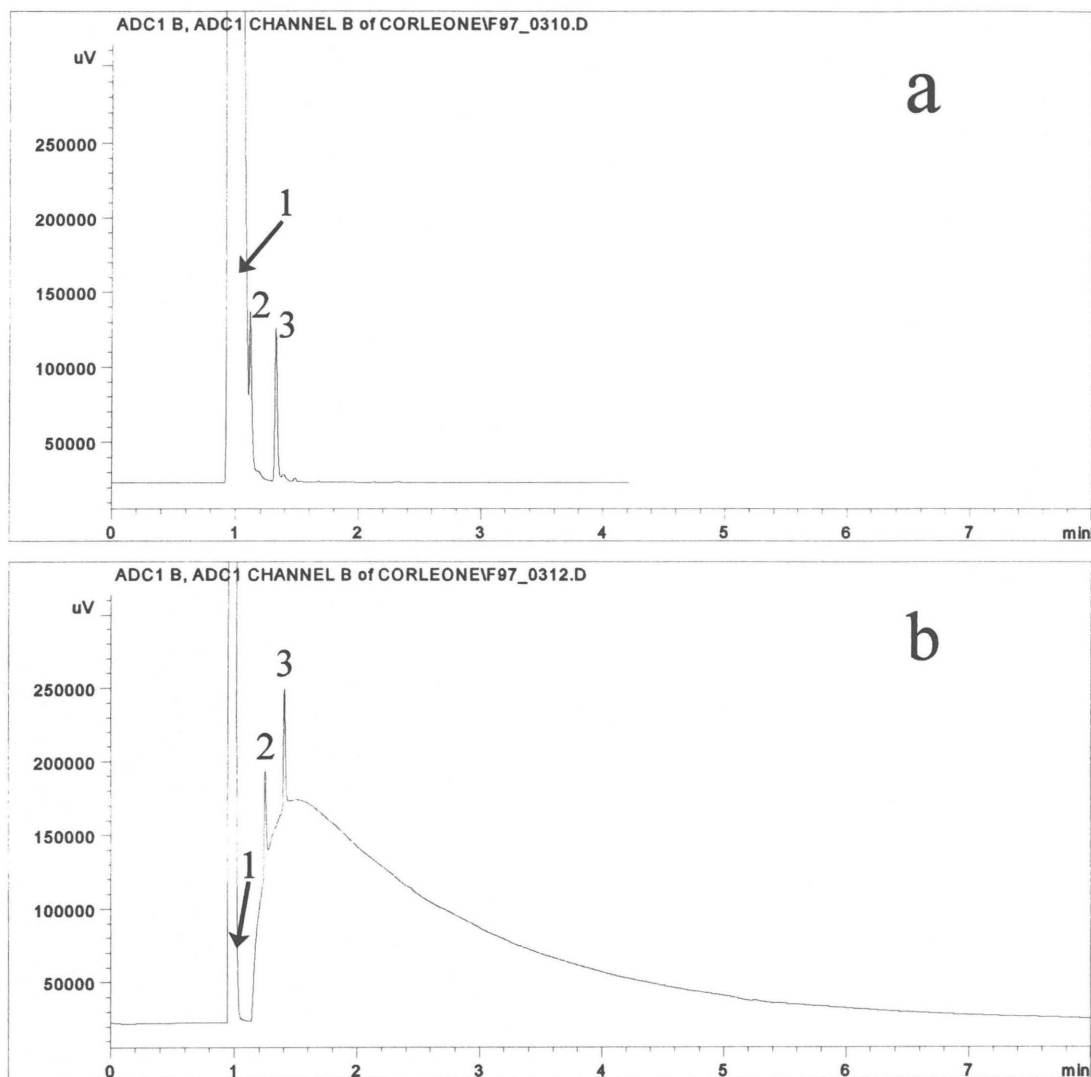 ADC1 B, ADC1 CHANNEL B of CORLEONE\F97_0310.D
uV
a
250000
200000
150000
100000
50000
1
2
3
0 1 2 3 4 5 6 7 min
ADC1 B, ADC1 CHANNEL B of CORLEONE\F97_0312.D
uV
b
250000
200000
150000
100000
50000
3
2
1
0 1 2 3 4 5 6 7 min